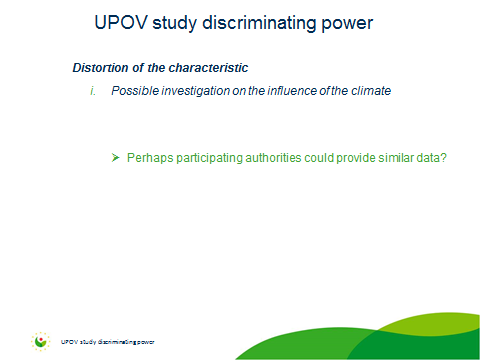 UPOV study discriminating power
Distortion of the characteristic
i. Possible investigation on the influence of the climate
➢ Perhaps participating authorities could provide similar data?
UPOV study discriminating power